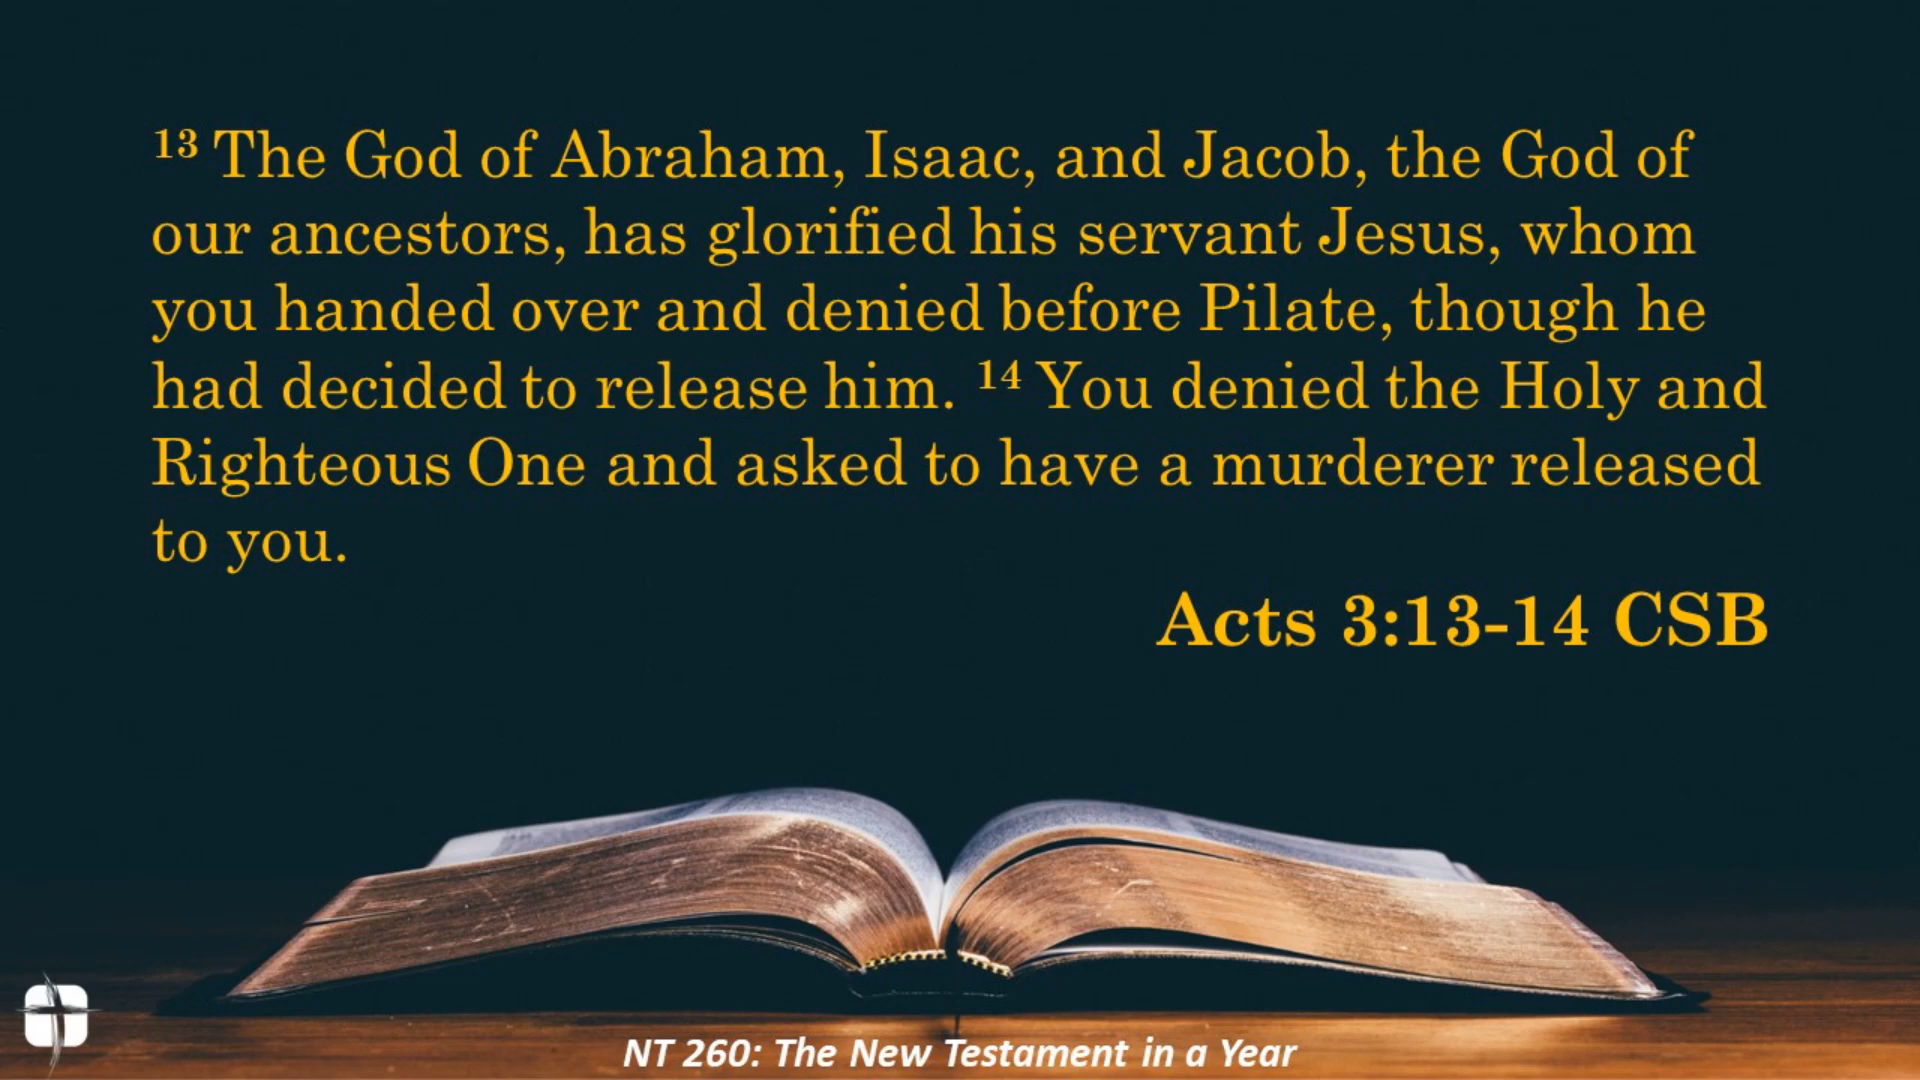 13 The God of Abraham, Isaac, and Jacob, the God of
our ancestors, has glorified his servant Jesus, whom
you handed over and denied before Pilate, though he
had decided to release him. 14 You denied the Holy and
Righteous One and asked to have a murderer released
to you.
Acts 3:13-14 CSB
NT 260: The New Testament in a Year